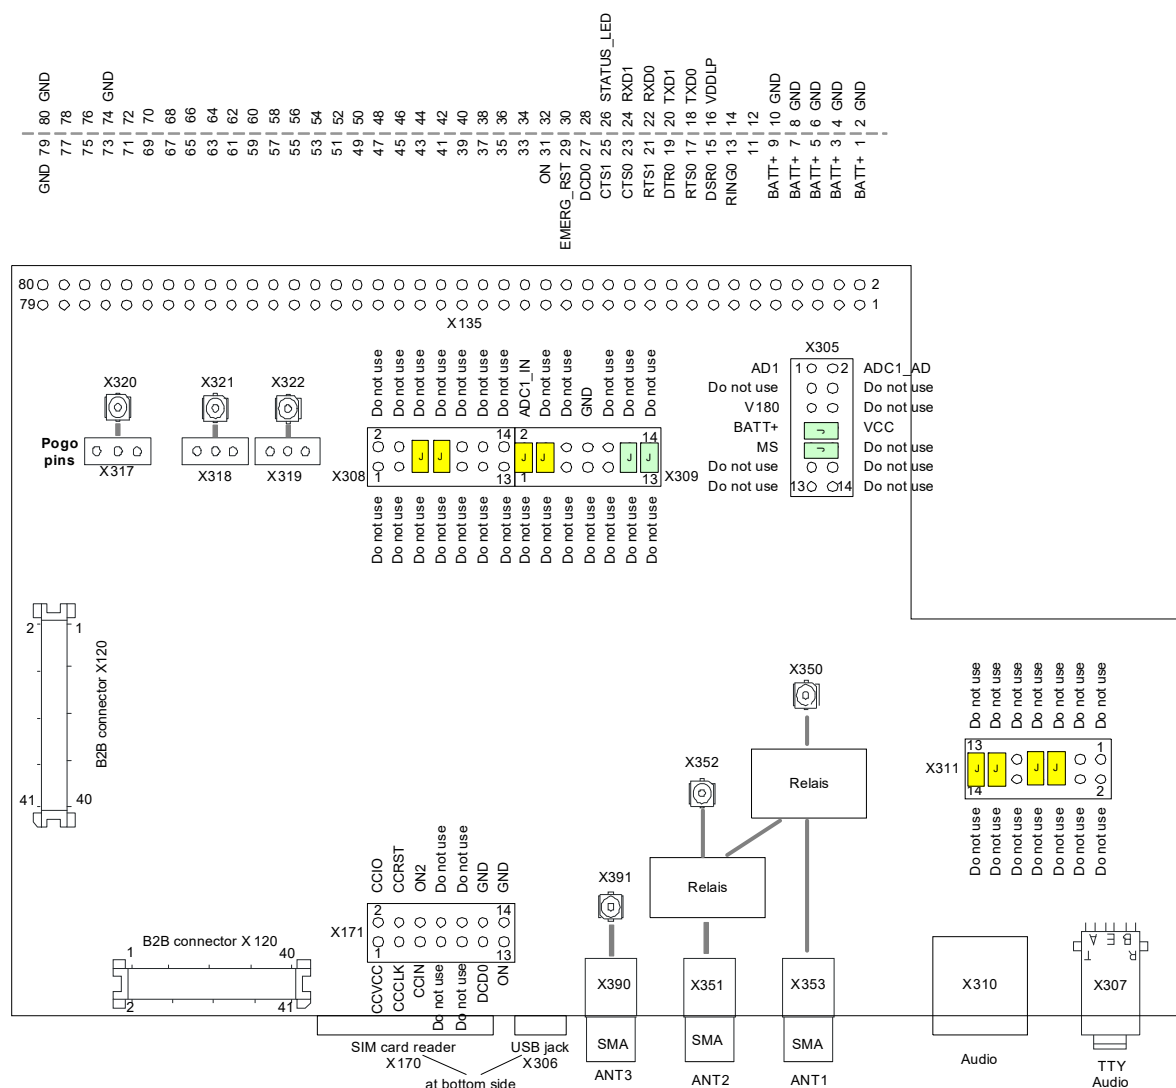 80 GND
78
76
74 GND
72
70
68
66
64
62
60
58
56
54
52
50
48
46
44
42
40
38
36
34
32
30
28
26 STATUS_LED
24 RXD1
22 RXD0
20 TXD1
18 TXD0
16 VDDLP
14
12
10 GND
8 GND
6 GND
4 GND
2 GND
GND 79
77
75
73
71
69
67
65
63
61
59
57
55
53
51
49
47
45
43
41
39
37
35
33
ON 31
EMERG_RST 29
DCD0 27
CTS1 25
CTS0 23
RTS1 21
DTR0 19
RTS0 17
DSR0 15
RING0 13
11
BATT+ 9
BATT+ 7
BATT+ 5
BATT+ 3
BATT+ 1
80
2
79
1
X135
X320
X321
X322
Pogo
pins
X317
X318
X319
Do not use
Do not use
Do not use
Do not use
Do not use
Do not use
Do not use
ADC1_IN
Do not use
Do not use
GND
Do not use
Do not use
Do not use
2
14
2
14
J
J
J
J
J
J
X308
1
13
1
13
X309
Do not use
Do not use
Do not use
Do not use
Do not use
Do not use
Do not use
Do not use
Do not use
Do not use
Do not use
Do not use
Do not use
Do not use
X305
AD1
1
2
ADC1_AD
Do not use
Do not use
V180
Do not use
BATT+
J
VCC
MS
J
Do not use
Do not use
Do not use
Do not use
13
14
Do not use
2
1
B2B connector X120
41
40
X350
Relais
X352
Relais
X391
Do not use
Do not use
Do not use
Do not use
Do not use
Do not use
Do not use
13
1
X311
J
J
J
J
14
2
Do not use
Do not use
Do not use
Do not use
Do not use
Do not use
Do not use
CCIO
CCRST
ON2
Do not use
Do not use
GND
GND
2
14
X171
1
13
CCVCC
CCCLK
CCIN
Do not use
Do not use
DCD0
ON
B2B connector X120
1
40
2
41
X390
X351
X353
X310
T
A
E
B
R
X307
SMA
SMA
SMA
SIM card reader
X170
USB jack
X306
at bottom side
ANT3
ANT2
ANT1
Audio
TTY
Audio